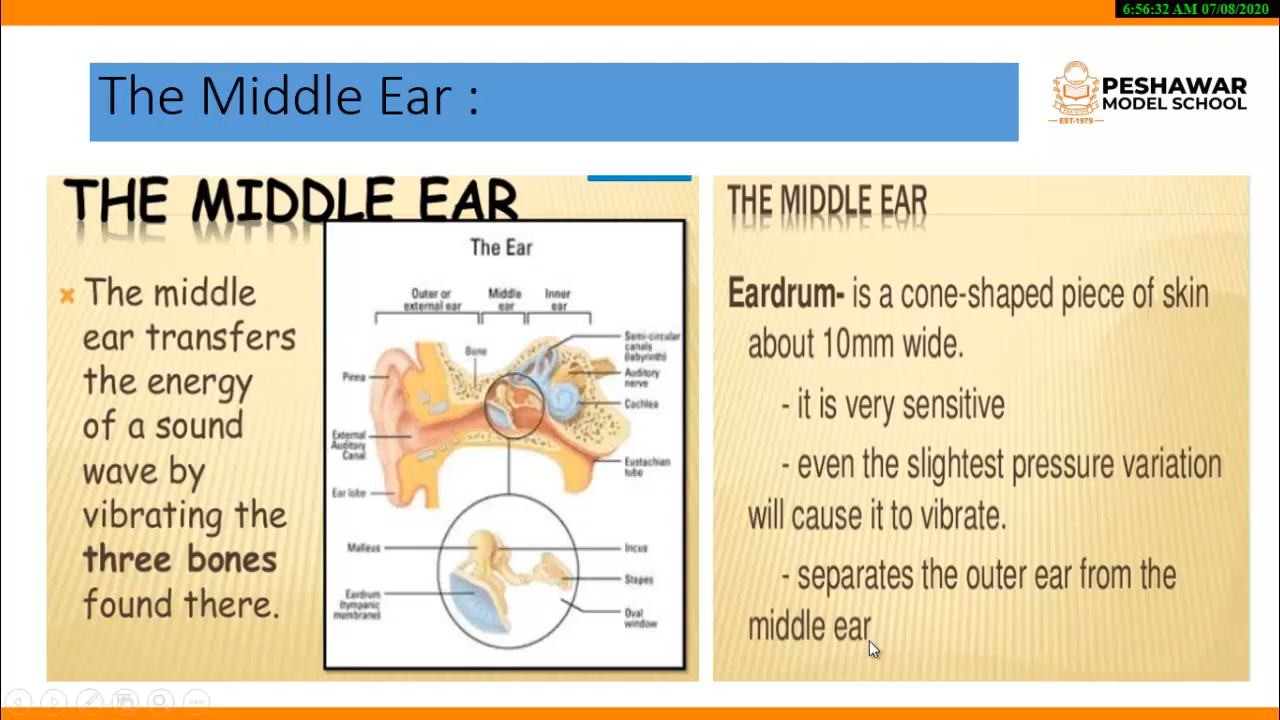 6:56:32 AM 07/08/2020
The Middle Ear :
PESHAWAR
MODEL SCHOOL
EST-1979
THE MIDDLE EAR
The middle
ear transfers
the energy
of a sound
wave by
vibrating the
three bones
found there.
The Ear
Outer or
external ear
Middle
ear
Inner
ear
Bone
Pinna
External
Auditory
Canal
Ear lobe
Semi-circular
canals
(labyrinth)
Auditory
nerve
Cochlea
Eustachian
tube
Malleus
Eardrum
(tympanic
membrane)
Incus
Stapes
Oval
window
THE MIDDLE EAR
Eardrum- is a cone-shaped piece of skin
about 10mm wide.
- it is very sensitive
- even the slightest pressure variation
will cause it to vibrate.
- separates the outer ear from the
middle ear